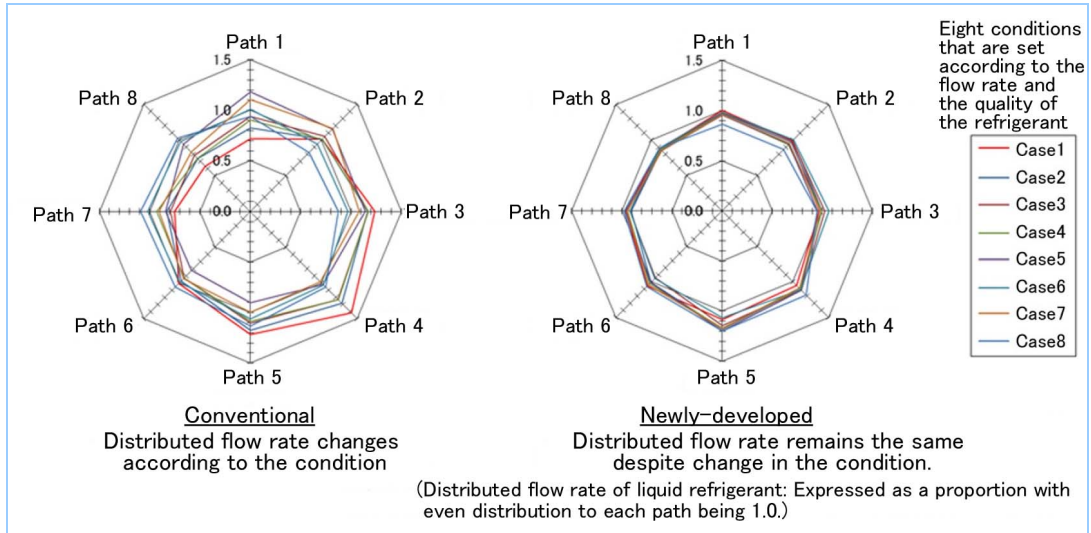 Path 1
1.5
Path 8
Path 2
1.0
0.5
Path 7
0.0
Path 3
Path 6
Path 4
Path 5
Conventional
Distributed flow rate changes
according to the condition
Path 1
1.5
Path 8
Path 2
1.0
0.5
Path 7
0.0
Path 3
Path 6
Path 4
Path 5
Newly-developed
Distributed flow rate remains the same
despite change in the condition.
(Distributed flow rate of liquid refrigerant: Expressed as a proportion with
even distribution to each path being 1.0.)
Eight conditions
that are set
according to the
flow rate and
the quality of
the refrigerant
Case1
Case2
Case3
Case4
Case5
Case6
Case7
Case8